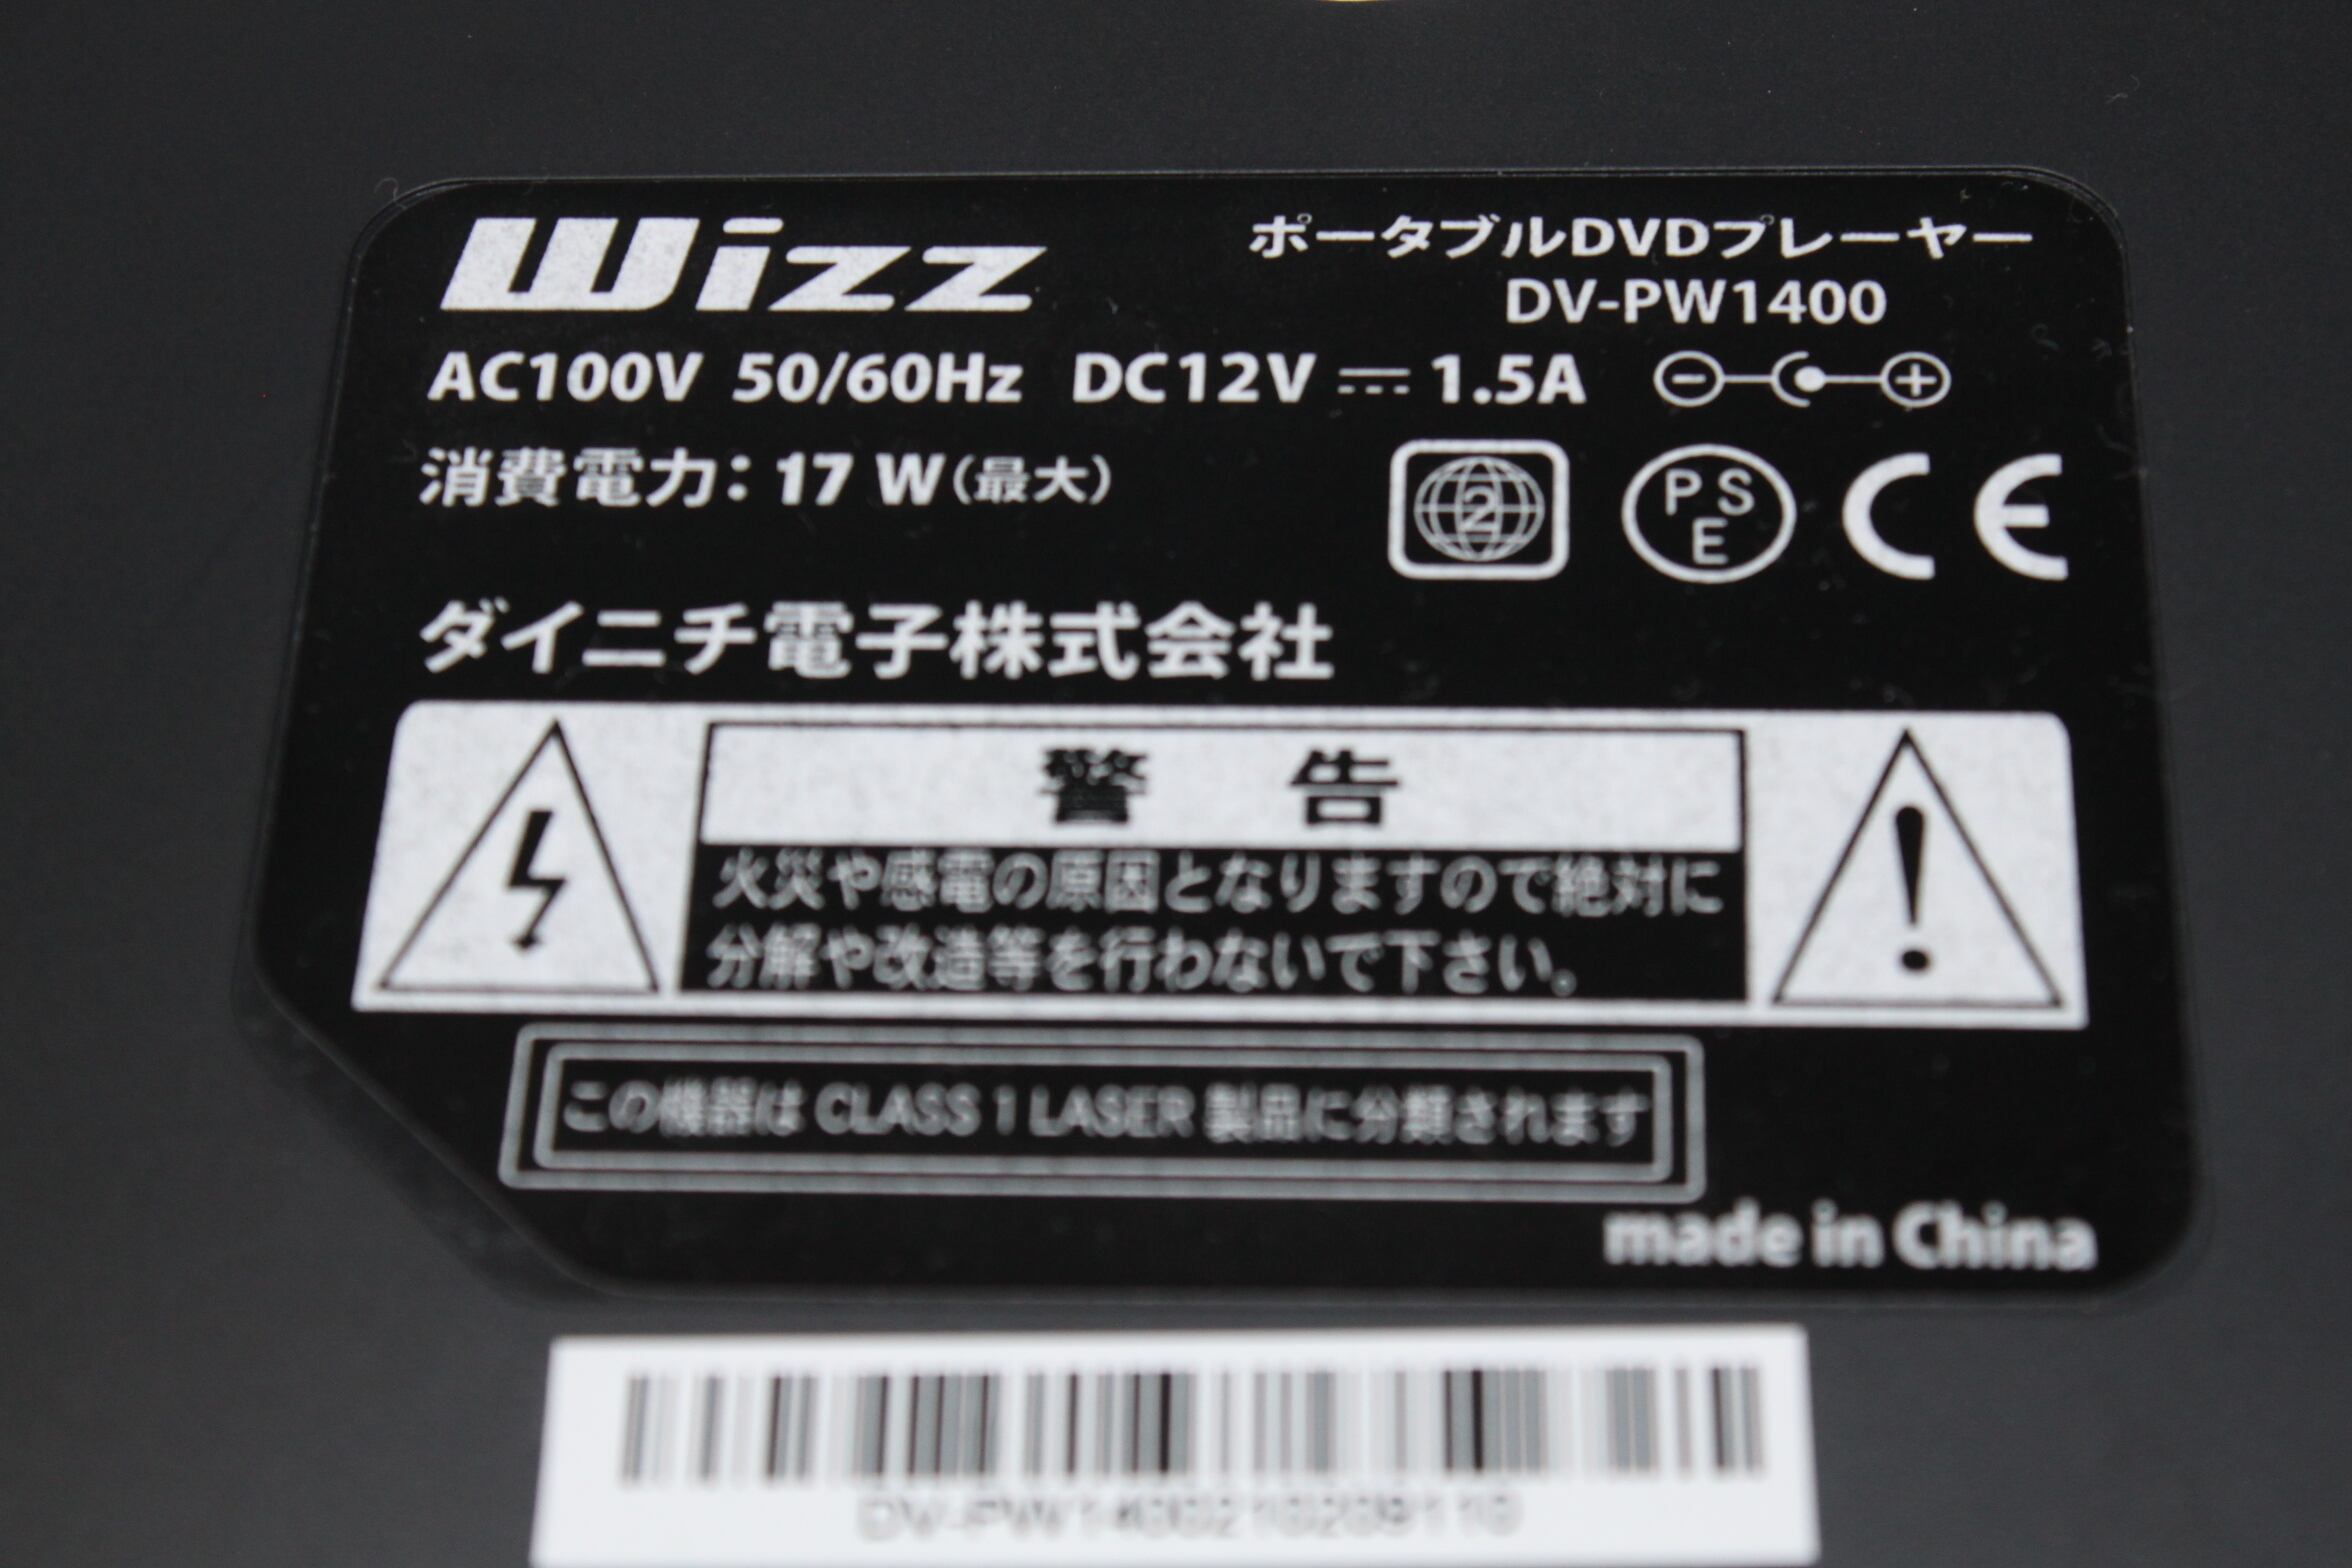 Wizz
ポータブルDVDプレーヤー
DV-PW1400
AC100V 50/60Hz DC12V ⎓ 1.5A
消費電力：17 W（最大）
2
PSE
CE
ダイニチ電子株式会社
警 告
火災や感電の原因となりますので絶対に
分解や改造等を行わないで下さい。
この機器は CLASS 1 LASER 製品に分類されます
made in China
DV-PW1400210209110